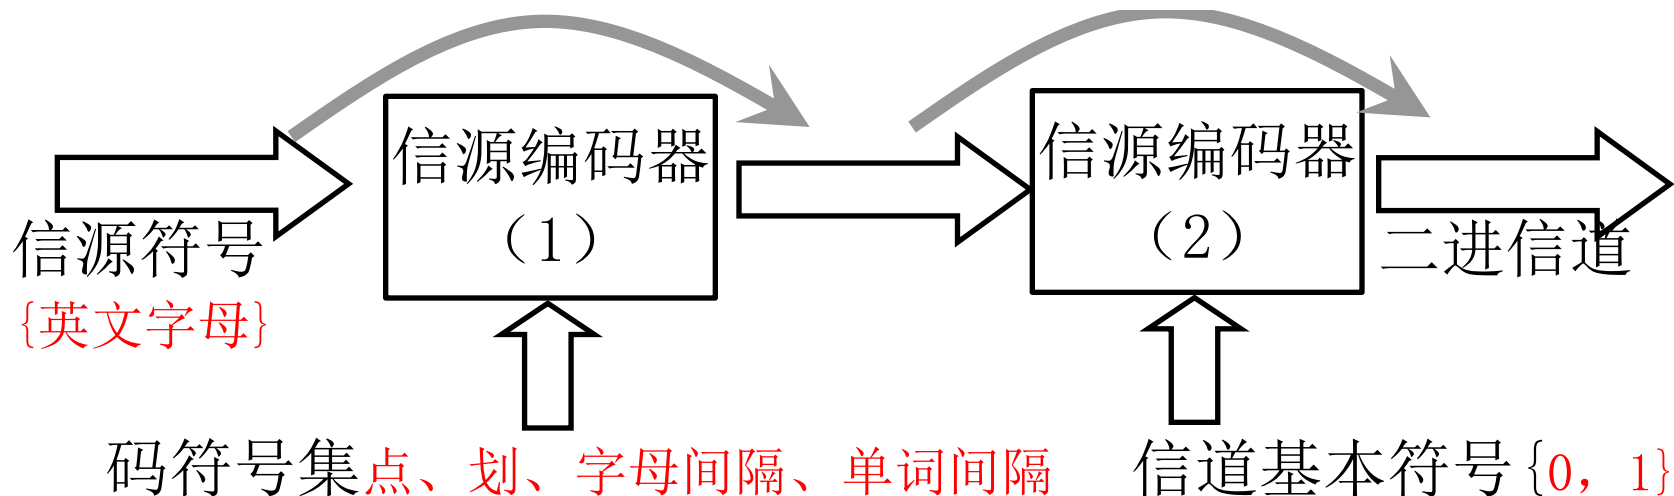 信源编码器
（1）
信源编码器
（2）
信源符号
{英文字母}
二进信道
码符号集点、划、字母间隔、单词间隔
信道基本符号{0，1}